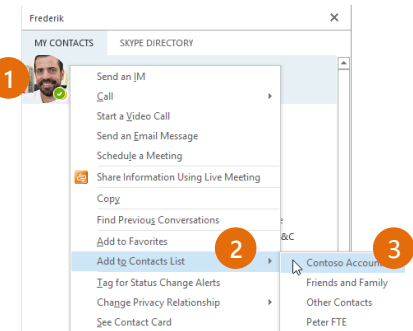 Frederik
MY CONTACTS SKYPE DIRECTORY
1
Send an IM
Call
Start a Video Call
Send an Email Message
Schedule a Meeting
Share Information Using Live Meeting
Copy
Find Previous Conversations
&C
Add to Favorites
2
Add to Contacts List
Contoso Accoun
3
Tag for Status Change Alerts
Friends and Family
Change Privacy Relationship
Other Contacts
See Contact Card
Peter FTE